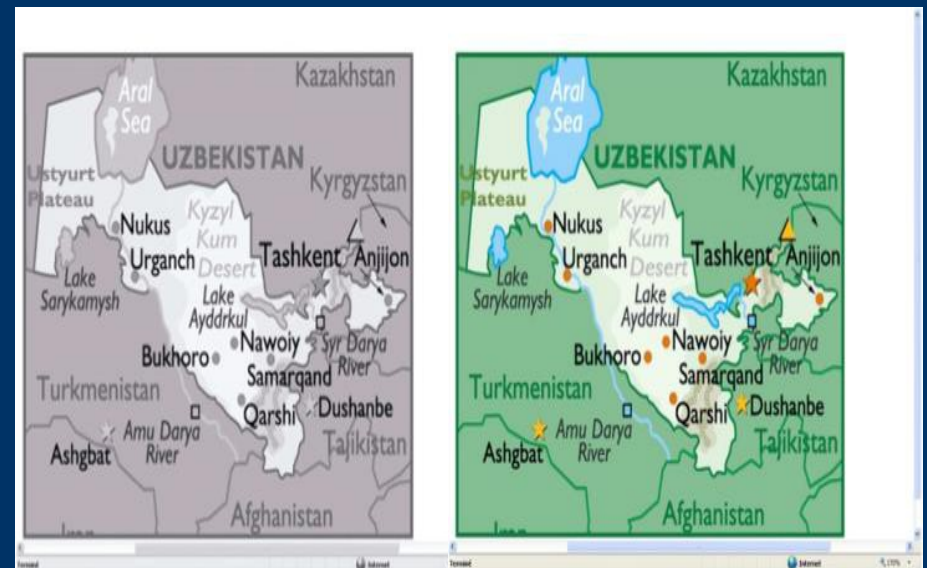 Kazakhstan
Aral
Sea
UZBEKISTAN
Ustyurt
Plateau
Kyrgyzstan
Nukus
Kyzyl
Kum
Desert
Urganch
Tashkent
Anjijon
Lake
Sarykamysh
Lake
Ayddrkul
Nawoiy
Syr Darya
River
Bukhoro
Samarqand
Turkmenistan
Qarshi
Dushanbe
Amu Darya
River
Tajikistan
Ashgbat
Afghanistan
Internet
Kazakhstan
Aral
Sea
UZBEKISTAN
Ustyurt
Plateau
Kyrgyzstan
Nukus
Kyzyl
Kum
Desert
Urganch
Tashkent
Anjijon
Lake
Sarykamysh
Lake
Ayddrkul
Nawoiy
Syr Darya
River
Bukhoro
Samarqand
Turkmenistan
Qarshi
Dushanbe
Amu Darya
River
Tajikistan
Ashgbat
Afghanistan
Internet